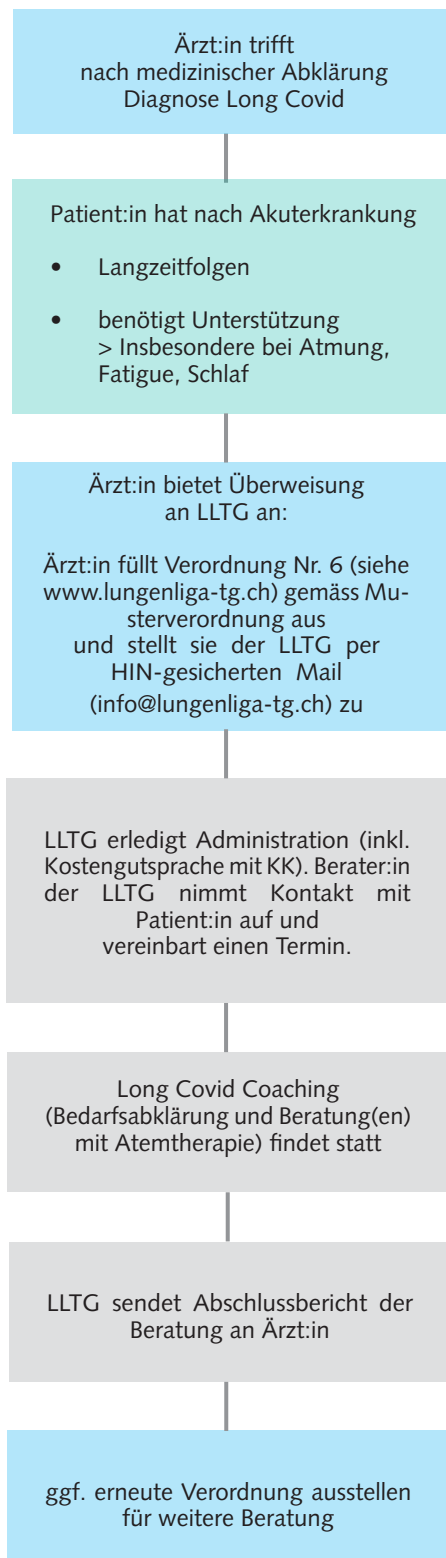 Ärzt:in trifft
nach medizinischer Abklärung
Diagnose Long Covid
Patient:in hat nach Akuterkrankung
• Langzeitfolgen
• benötigt Unterstützung
> Insbesondere bei Atmung,
Fatigue, Schlaf
Ärzt:in bietet Überweisung
an LLTG an:
Ärzt:in füllt Verordnung Nr. 6 (siehe
www.lungenliga-tg.ch) gemäss Mu-
sterverordnung aus
und stellt sie der LLTG per
HIN-gesicherten Mail
(info@lungenliga-tg.ch) zu
LLTG erledigt Administration (inkl.
Kostengutsprache mit KK). Berater:in
der LLTG nimmt Kontakt mit
Patient:in auf und
vereinbart einen Termin.
Long Covid Coaching
(Bedarfsabklärung und Beratung(en)
mit Atemtherapie) findet statt
LLTG sendet Abschlussbericht der
Beratung an Ärzt:in
ggf. erneute Verordnung ausstellen
für weitere Beratung